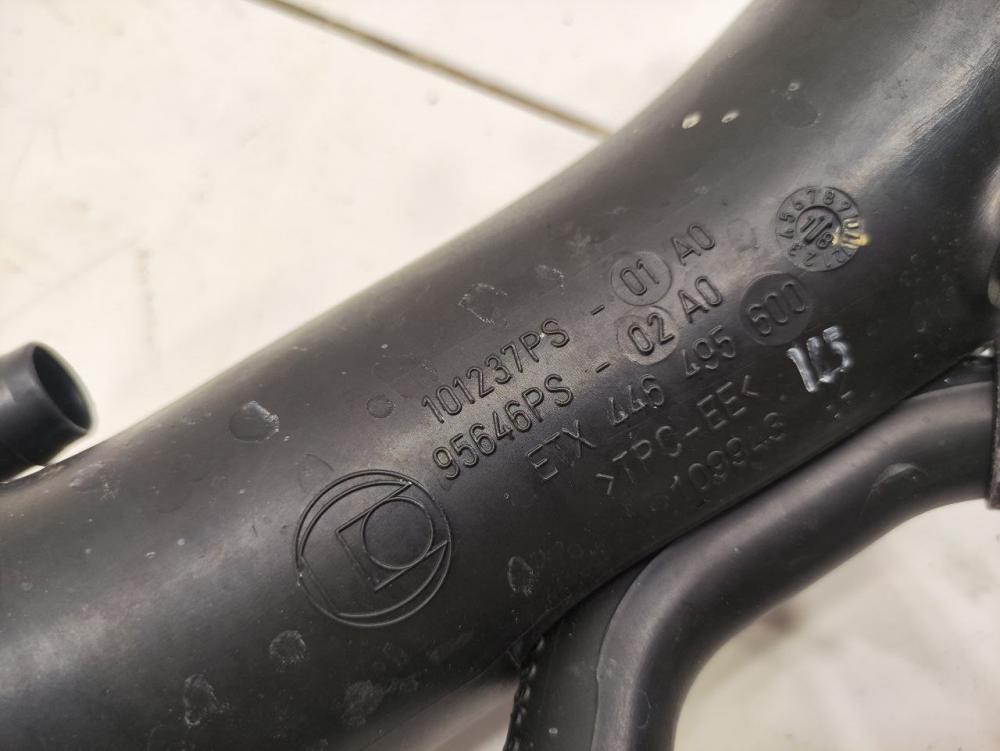 101237PS - 01 A0
95646PS - 02 A0
ETX 446 495 600
>TPC-EE<